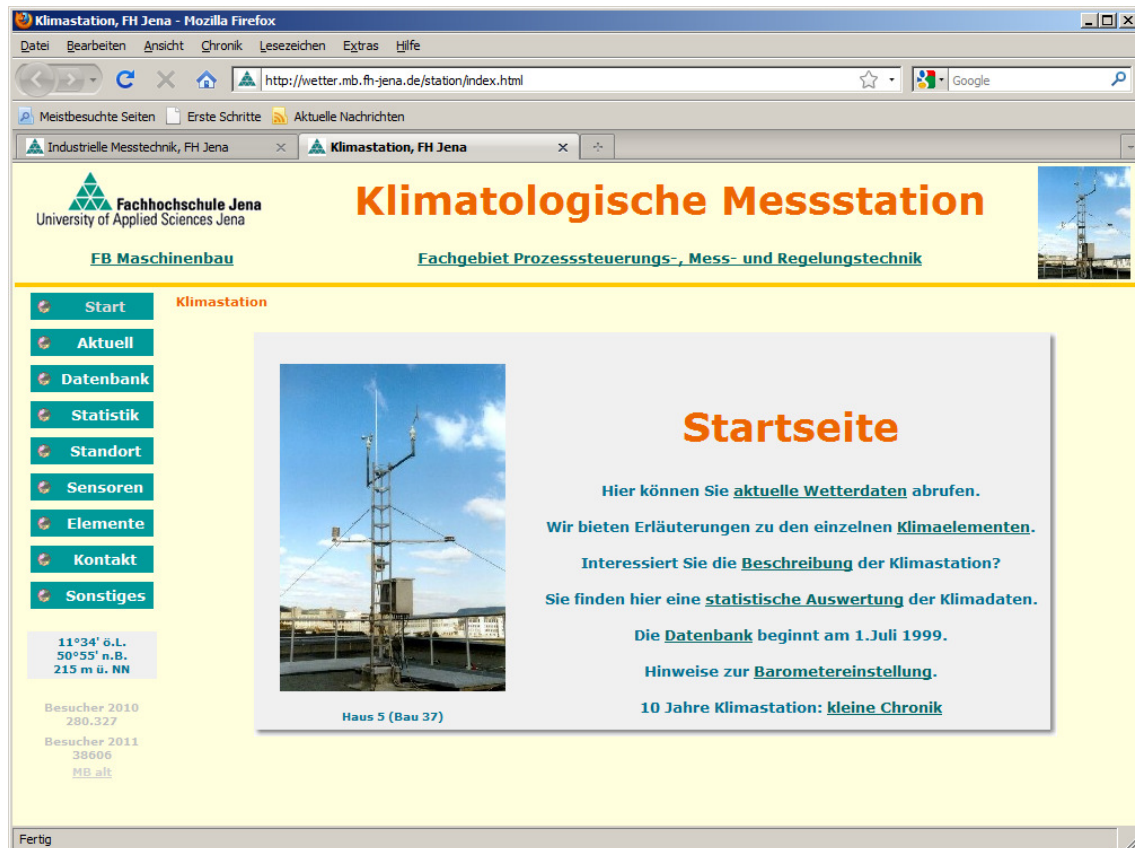 Klimastation, FH Jena - Mozilla Firefox
Datei Bearbeiten Ansicht Chronik Lesezeichen Extras Hilfe
http://wetter.mb.fh-jena.de/station/index.html
Google
Meistbesuchte Seiten Erste Schritte Aktuelle Nachrichten
Industrielle Messtechnik, FH Jena Klimastation, FH Jena
Fachhochschule Jena
University of Applied Sciences Jena
Klimatologische Messstation
FB Maschinenbau
Fachgebiet Prozesssteuerungs-, Mess- und Regelungstechnik
Start
Aktuell
Datenbank
Statistik
Standort
Sensoren
Elemente
Kontakt
Sonstiges
11°34' ö.L.
50°55' n.B.
215 m ü. NN
Besucher 2010
280.327
Besucher 2011
38606
MB alt
Klimastation
Haus 5 (Bau 37)
Startseite
Hier können Sie aktuelle Wetterdaten abrufen.
Wir bieten Erläuterungen zu den einzelnen Klimaelementen.
Interessiert Sie die Beschreibung der Klimastation?
Sie finden hier eine statistische Auswertung der Klimadaten.
Die Datenbank beginnt am 1.Juli 1999.
Hinweise zur Barometereinstellung.
10 Jahre Klimastation: kleine Chronik
Fertig